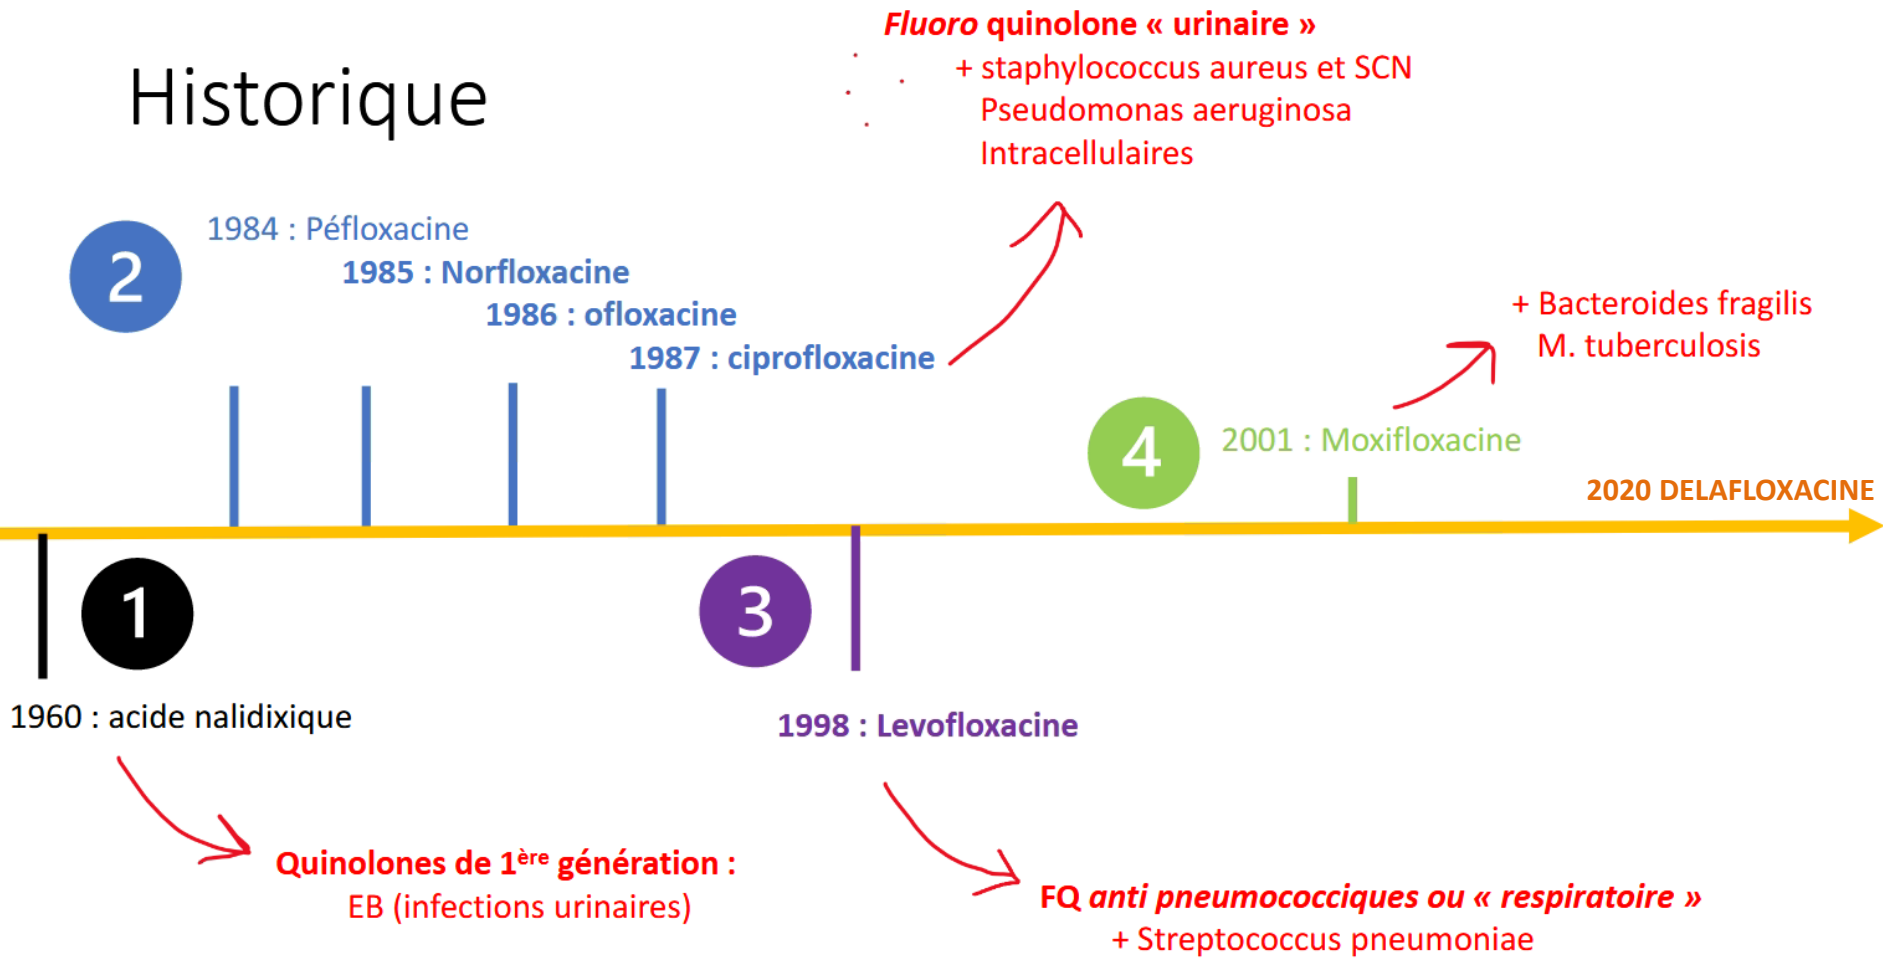 Historique
Fluoro quinolone « urinaire »
+ staphylococcus aureus et SCN
Pseudomonas aeruginosa
Intracellulaires
2
1984 : Péfloxacine
1985 : Norfloxacine
1986 : ofloxacine
1987 : ciprofloxacine
+ Bacteroides fragilis
M. tuberculosis
4
2001 : Moxifloxacine
2020 DELAFLOXACINE
1
1960 : acide nalidixique
3
1998 : Levofloxacine
Quinolones de 1ère génération :
EB (infections urinaires)
FQ anti pneumococciques ou « respiratoire »
+ Streptococcus pneumoniae